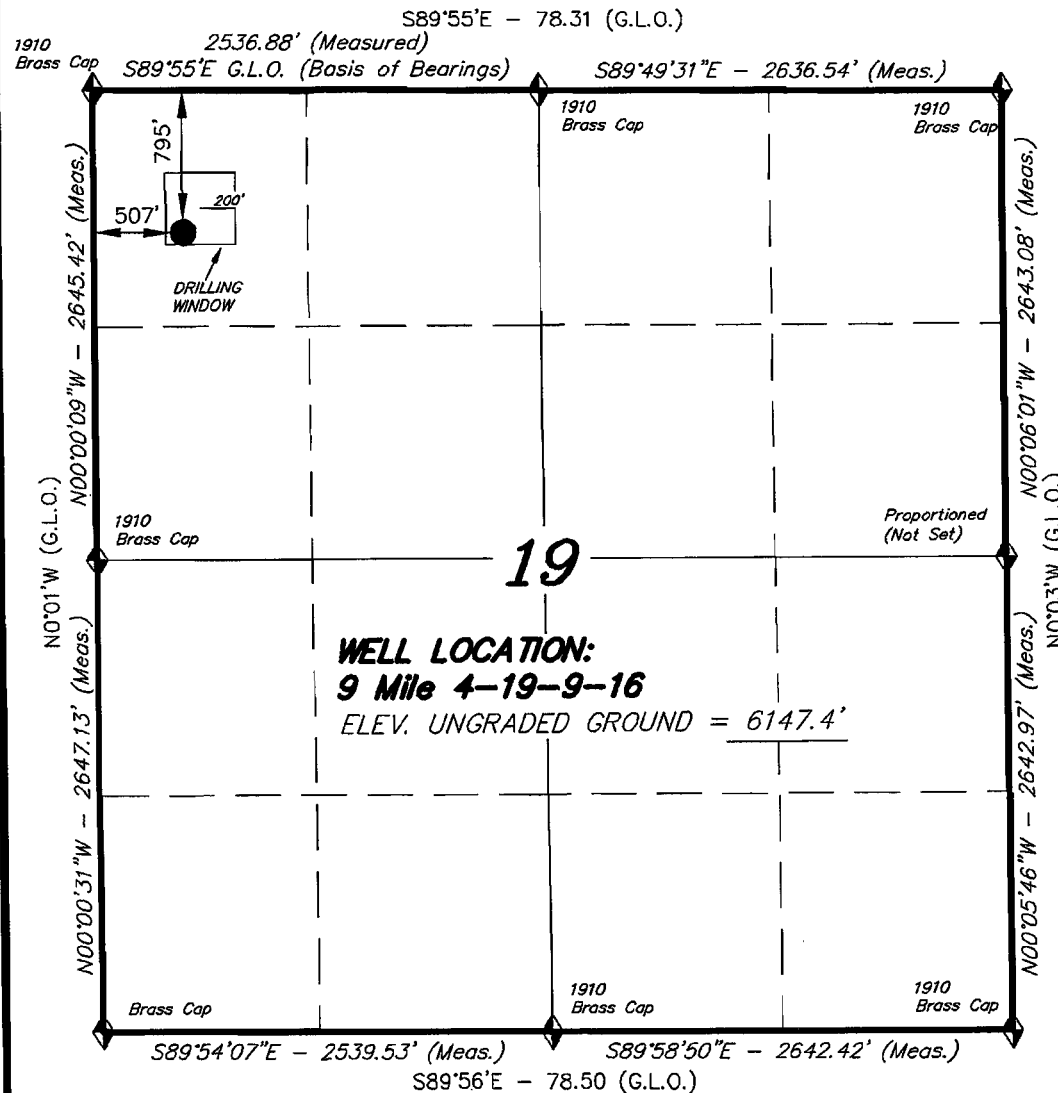 S89°55'E – 78.31 (G.L.O.)
1910
Brass Cap
2536.88' (Measured)
S89°55'E G.L.O. (Basis of Bearings)
S89°49'31"E – 2636.54' (Meas.)
1910
Brass Cap
1910
Brass Cap
795'
507'
200'
DRILLING
WINDOW
N00°00'09"W – 2645.42' (Meas.)
N00°06'01"W – 2643.08' (Meas.)
N0°01'W (G.L.O.)
N0°03'W (G.L.O.)
1910
Brass Cap
Proportioned
(Not Set)
19
WELL LOCATION:
9 Mile 4–19–9–16
ELEV. UNGRADED GROUND = 6147.4'
N00°00'31"W – 2647.13' (Meas.)
N00°05'46"W – 2642.97' (Meas.)
Brass Cap
1910
Brass Cap
1910
Brass Cap
S89°54'07"E – 2539.53' (Meas.)
S89°58'50"E – 2642.42' (Meas.)
S89°56'E – 78.50 (G.L.O.)